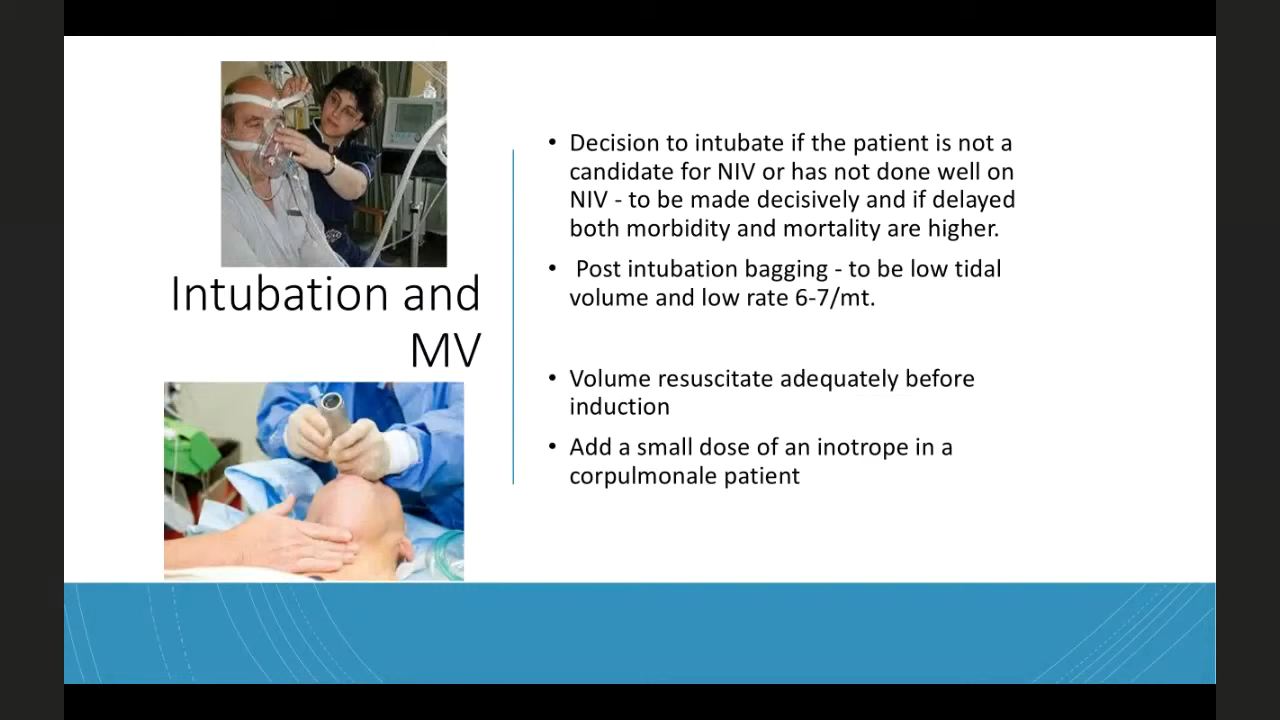 Intubation and
MV
• Decision to intubate if the patient is not a
candidate for NIV or has not done well on
NIV - to be made decisively and if delayed
both morbidity and mortality are higher.
• Post intubation bagging - to be low tidal
volume and low rate 6-7/mt.
• Volume resuscitate adequately before
induction
• Add a small dose of an inotrope in a
corpulmonale patient